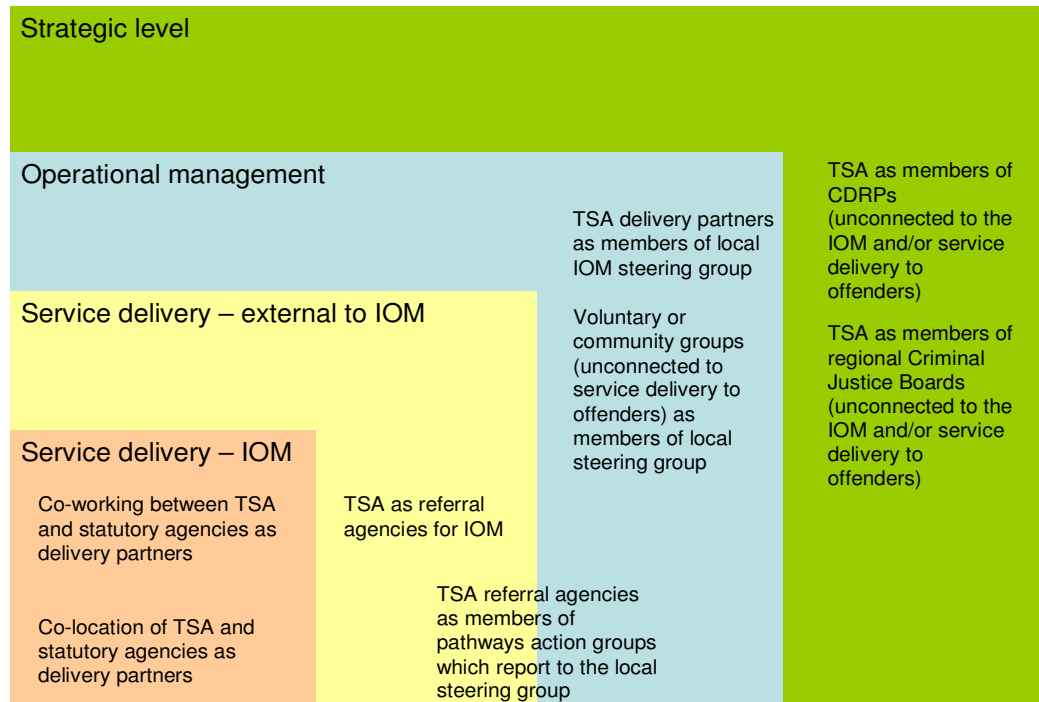 Strategic level
Operational management
TSA as members of
CDRPs
(unconnected to the
IOM and/or service
delivery to
offenders)
TSA delivery partners
as members of local
IOM steering group
Service delivery – external to IOM
Voluntary or
community groups
(unconnected to
service delivery to
offenders) as
members of local
steering group
TSA as members of
regional Criminal
Justice Boards
(unconnected to the
IOM and/or service
delivery to
offenders)
Service delivery – IOM
Co-working between TSA
and statutory agencies as
delivery partners
TSA as referral
agencies for IOM
TSA referral agencies
as members of
pathways action groups
which report to the local
steering group
Co-location of TSA and
statutory agencies as
delivery partners